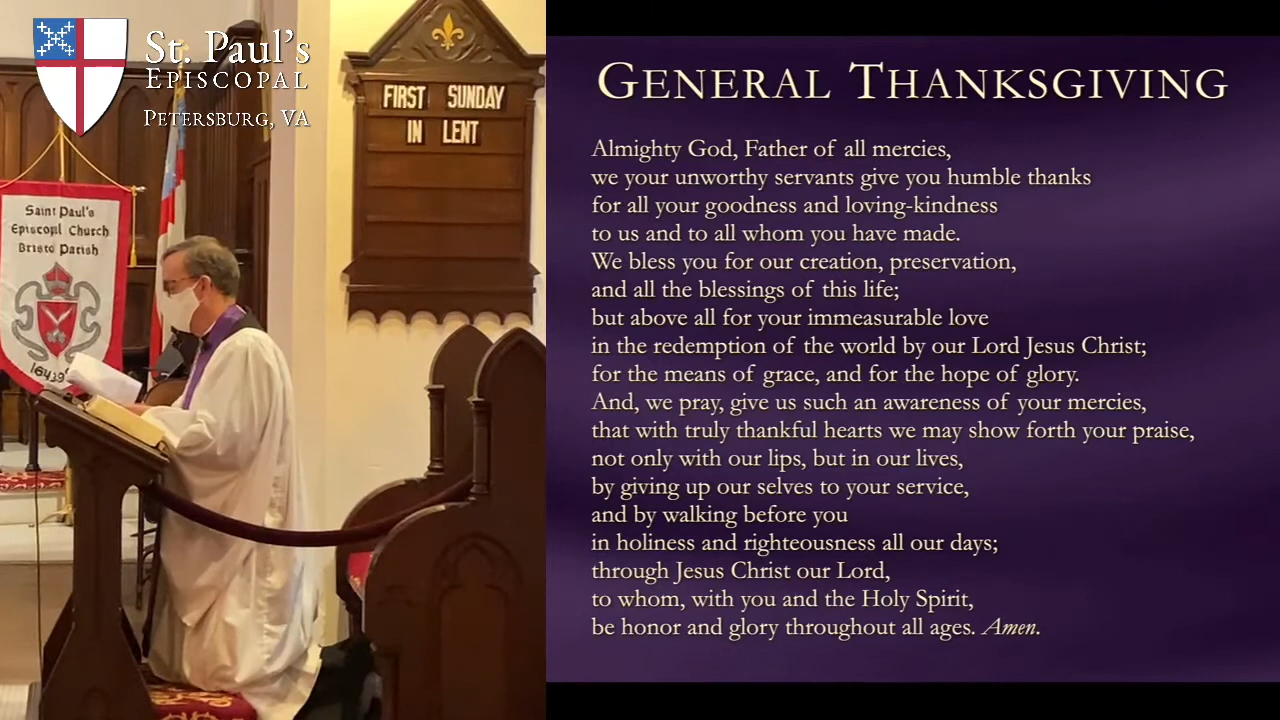 St. Paul's
Episcopal
Petersburg, VA
Saint Paul's
Episcopal Church
Bristol Parish
1643
FIRST SUNDAY
IN LENT
General Thanksgiving
Almighty God, Father of all mercies,
we your unworthy servants give you humble thanks
for all your goodness and loving-kindness
to us and to all whom you have made.
We bless you for our creation, preservation,
and all the blessings of this life;
but above all for your immeasurable love
in the redemption of the world by our Lord Jesus Christ;
for the means of grace, and for the hope of glory.
And, we pray, give us such an awareness of your mercies,
that with truly thankful hearts we may show forth your praise,
not only with our lips, but in our lives,
by giving up our selves to your service,
and by walking before you
in holiness and righteousness all our days;
through Jesus Christ our Lord,
to whom, with you and the Holy Spirit,
be honor and glory throughout all ages. Amen.